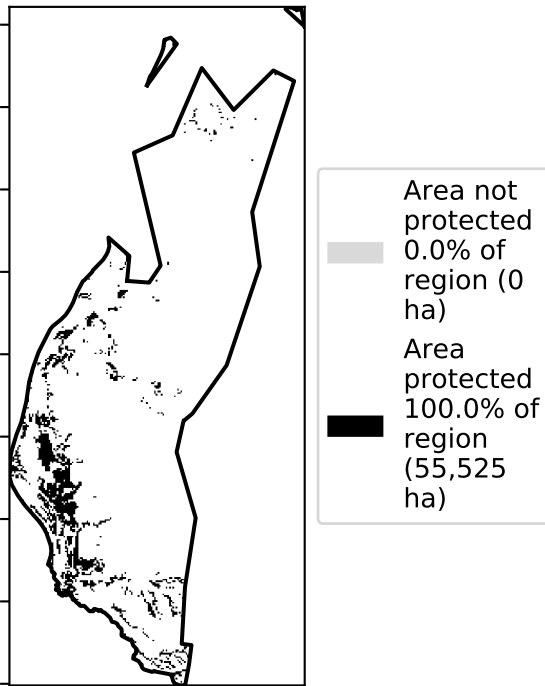 Area not
protected
0.0% of
region (0
ha)
Area
protected
100.0% of
region
(55,525
ha)